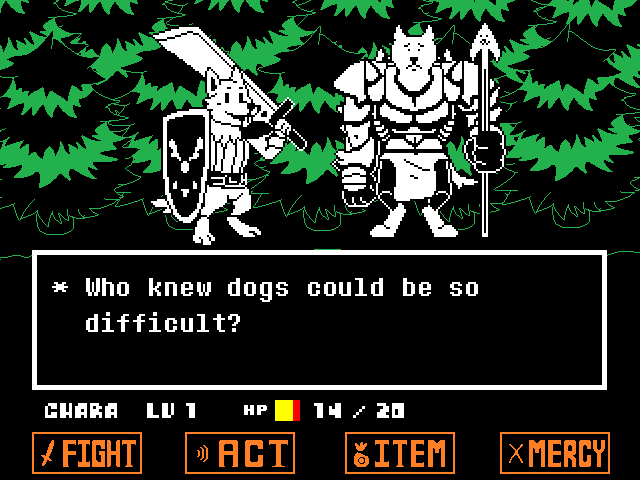 * Who knew dogs could be so
difficult?
CHARA LV 1 HP 14 / 20
FIGHT ACT ITEM MERCY